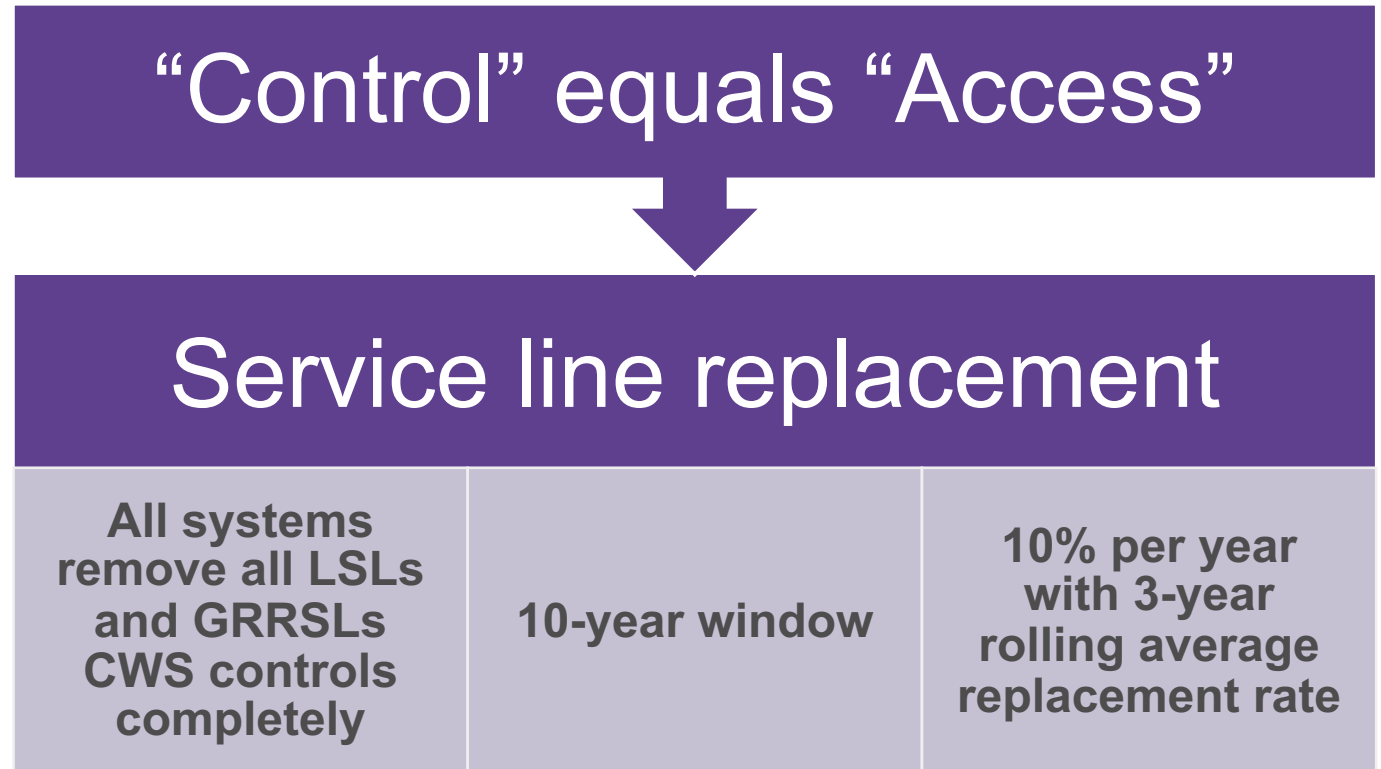 “Control” equals “Access”
Service line replacement
All systems
remove all LSLs
and GRRSLs
CWS controls
completely
10-year window
10% per year
with 3-year
rolling average
replacement rate